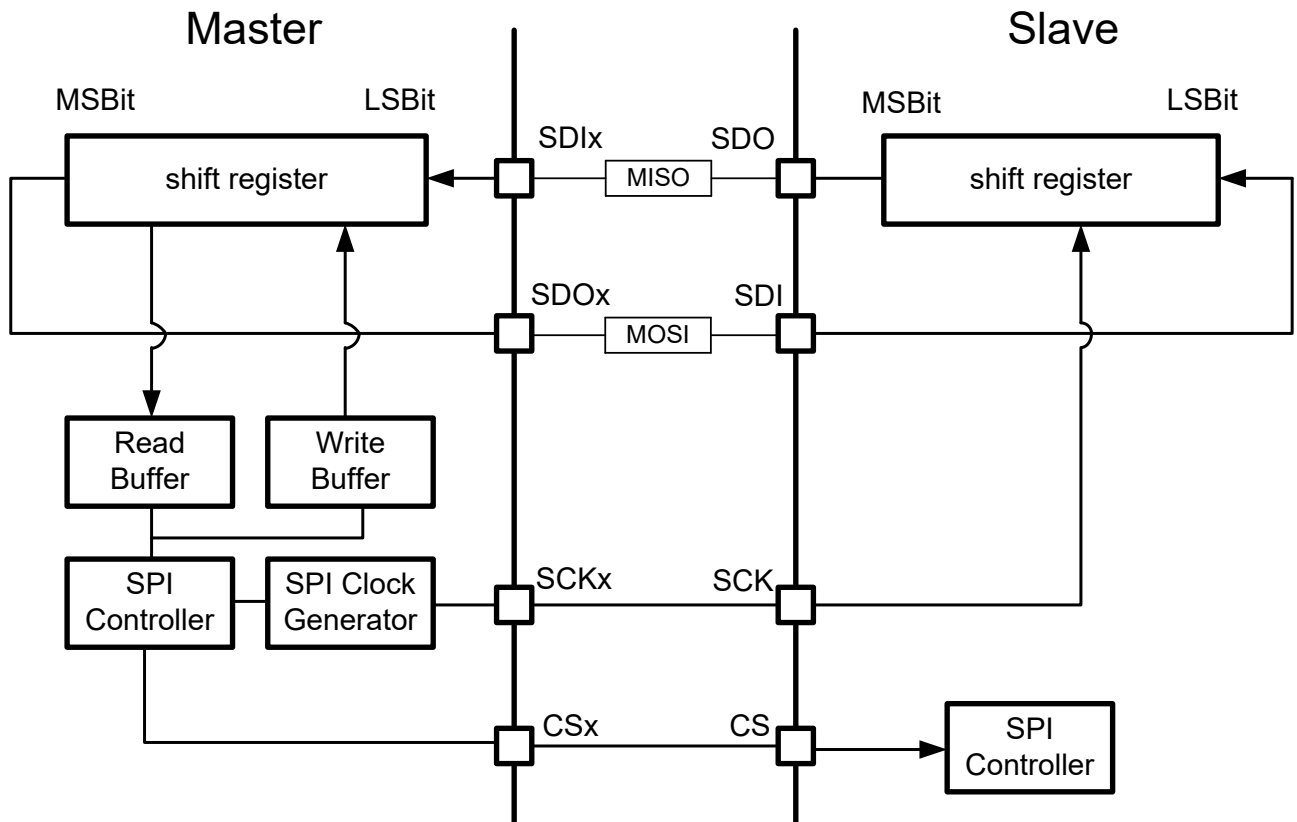 Master
Slave
MSBit
LSBit
MSBit
LSBit
shift register
SDIx
MISO
SDO
shift register
SDOx
MOSI
SDI
Read
Buffer
Write
Buffer
SPI
Controller
SPI Clock
Generator
SCKx
SCK
CSx
CS
SPI
Controller